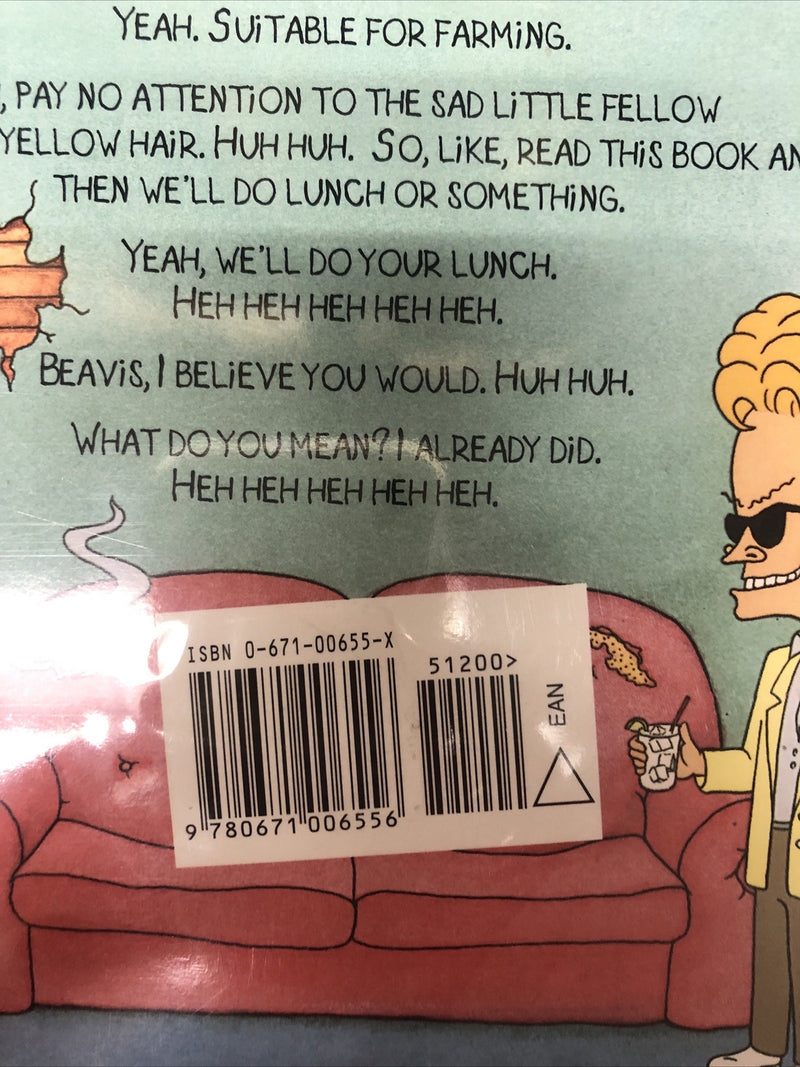 YEAH. SUiTABLE FOR FARMiNG.
, PAY NO ATTENTiON TO THE SAD LiTTLE FELLOW
YELLOW HAiR. HUH HUH. SO, LiKE, READ THiS BOOK AN
THEN WE'LL DO LUNCH OR SOMETHiNG.
YEAH, WE'LL DO YOUR LUNCH.
HEH HEH HEH HEH HEH.
BEAViS, I BELiEVE YOU WOULD. HUH HUH.
WHAT DO YOU MEAN? I ALREADY DiD.
HEH HEH HEH HEH HEH.
ISBN 0-671-00655-X
51200>
EAN
9 780671 006556